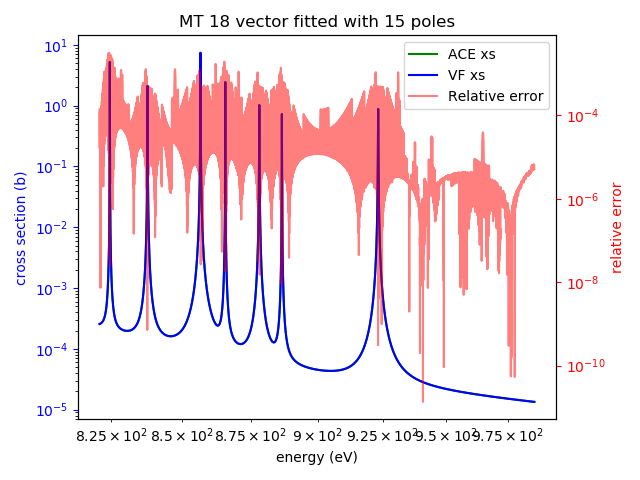 MT 18 vector fitted with 15 poles
ACE xs
VF xs
Relative error
cross section (b)
10^1
10^0
10^-1
10^-2
10^-3
10^-4
10^-5
relative error
10^-4
10^-6
10^-8
10^-10
8.25 × 10^2 8.5 × 10^2 8.75 × 10^2 9 × 10^2 9.25 × 10^2 9.5 × 10^2 9.75 × 10^2
energy (eV)